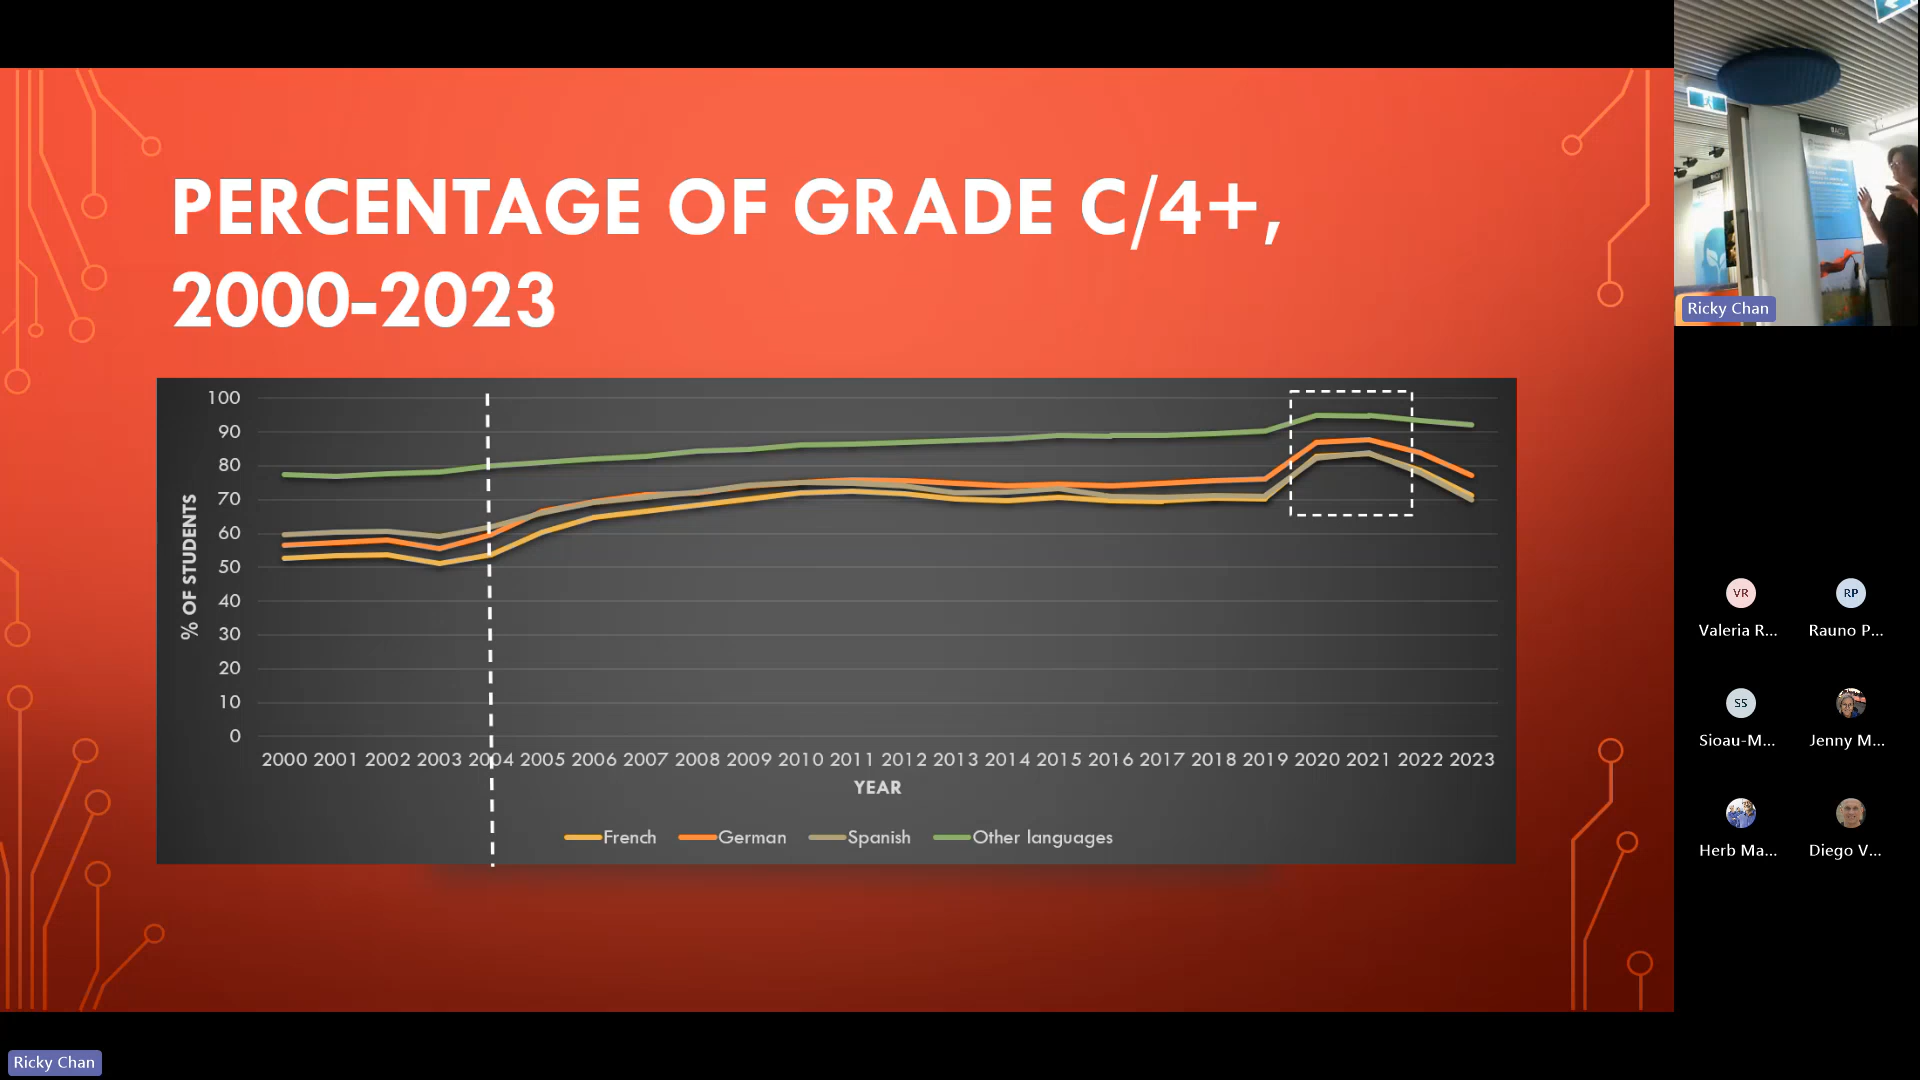 PERCENTAGE OF GRADE C/4+,
2000-2023
100
90
80
70
60
50
40
30
20
10
0
% OF STUDENTS
2000 2001 2002 2003 2004 2005 2006 2007 2008 2009 2010 2011 2012 2013 2014 2015 2016 2017 2018 2019 2020 2021 2022 2023
YEAR
French German Spanish Other languages
Ricky Chan
VR RP
Valeria R... Rauno P...
SS
Sioau-M... Jenny M...
Herb Ma... Diego V...
Ricky Chan